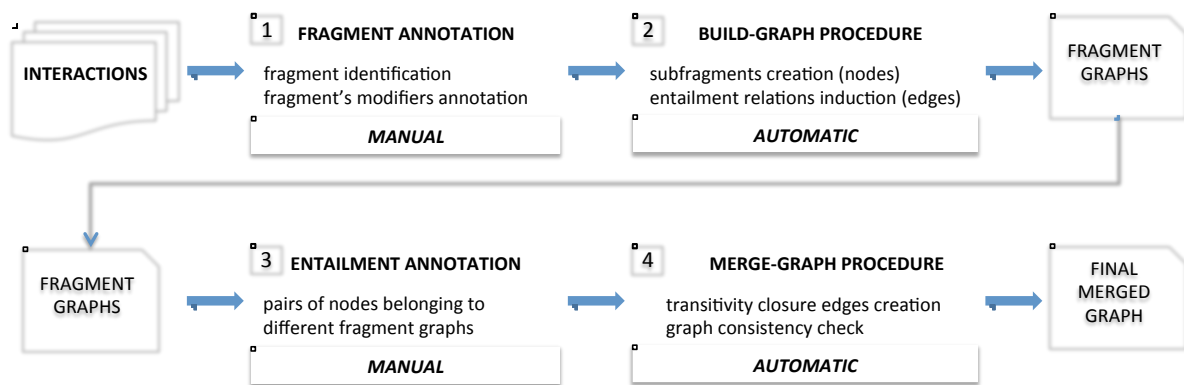 INTERACTIONS
1 FRAGMENT ANNOTATION
fragment identification
fragment's modifiers annotation
MANUAL
2 BUILD-GRAPH PROCEDURE
subfragments creation (nodes)
entailment relations induction (edges)
AUTOMATIC
FRAGMENT
GRAPHS
FRAGMENT
GRAPHS
3 ENTAILMENT ANNOTATION
pairs of nodes belonging to
different fragment graphs
MANUAL
4 MERGE-GRAPH PROCEDURE
transitivity closure edges creation
graph consistency check
AUTOMATIC
FINAL
MERGED
GRAPH